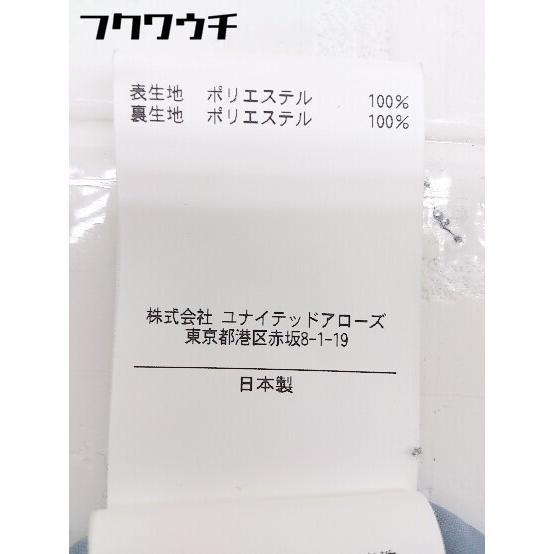 フクワウチ
表生地 ポリエステル 100%
裏生地 ポリエステル 100%
株式会社 ユナイテッドアローズ
東京都港区赤坂8-1-19
日本製